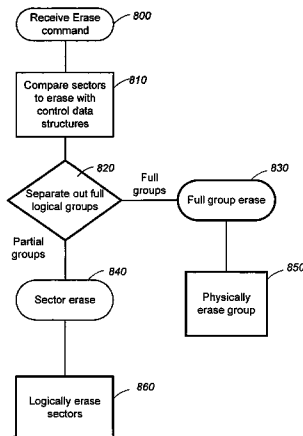 Receive Erase
command
800
Compare sectors
to erase with
control data
structures
810
820
Separate out full
logical groups
Full
groups
830
Full group erase
Partial
groups
840
Sector erase
Physically
erase group
850
Logically erase
sectors
860